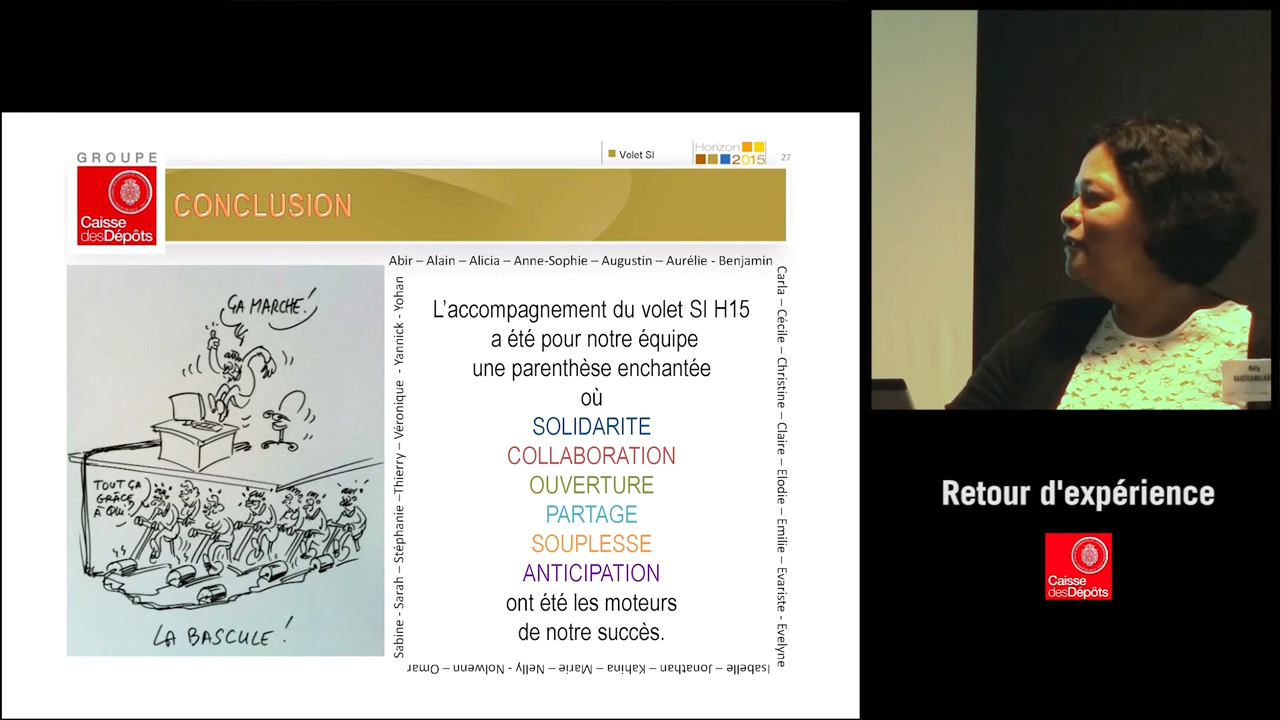 GROUPE
Caisse
desDépôts
Volet SI
Horizon
2015
27
CONCLUSION
ÇA MARCHE!
TOUT ÇA
GRÂCE
À QUI?
LA BASCULE!
Abir – Alain – Alicia – Anne-Sophie – Augustin – Aurélie - Benjamin
Carla – Cécile – Christine – Claire – Elodie – Emilie – Evariste - Evelyne
Isabelle – Jonathan – Kahina – Marie – Nelly - Nolwenn – Omar
Sabine - Sarah – Stéphanie –Thierry – Véronique - Yannick - Yohan
L'accompagnement du volet SI H15
a été pour notre équipe
une parenthèse enchantée
où
SOLIDARITE
COLLABORATION
OUVERTURE
PARTAGE
SOUPLESSE
ANTICIPATION
ont été les moteurs
de notre succès.
Nelly
Retour d'expérience
Caisse
desDépôts